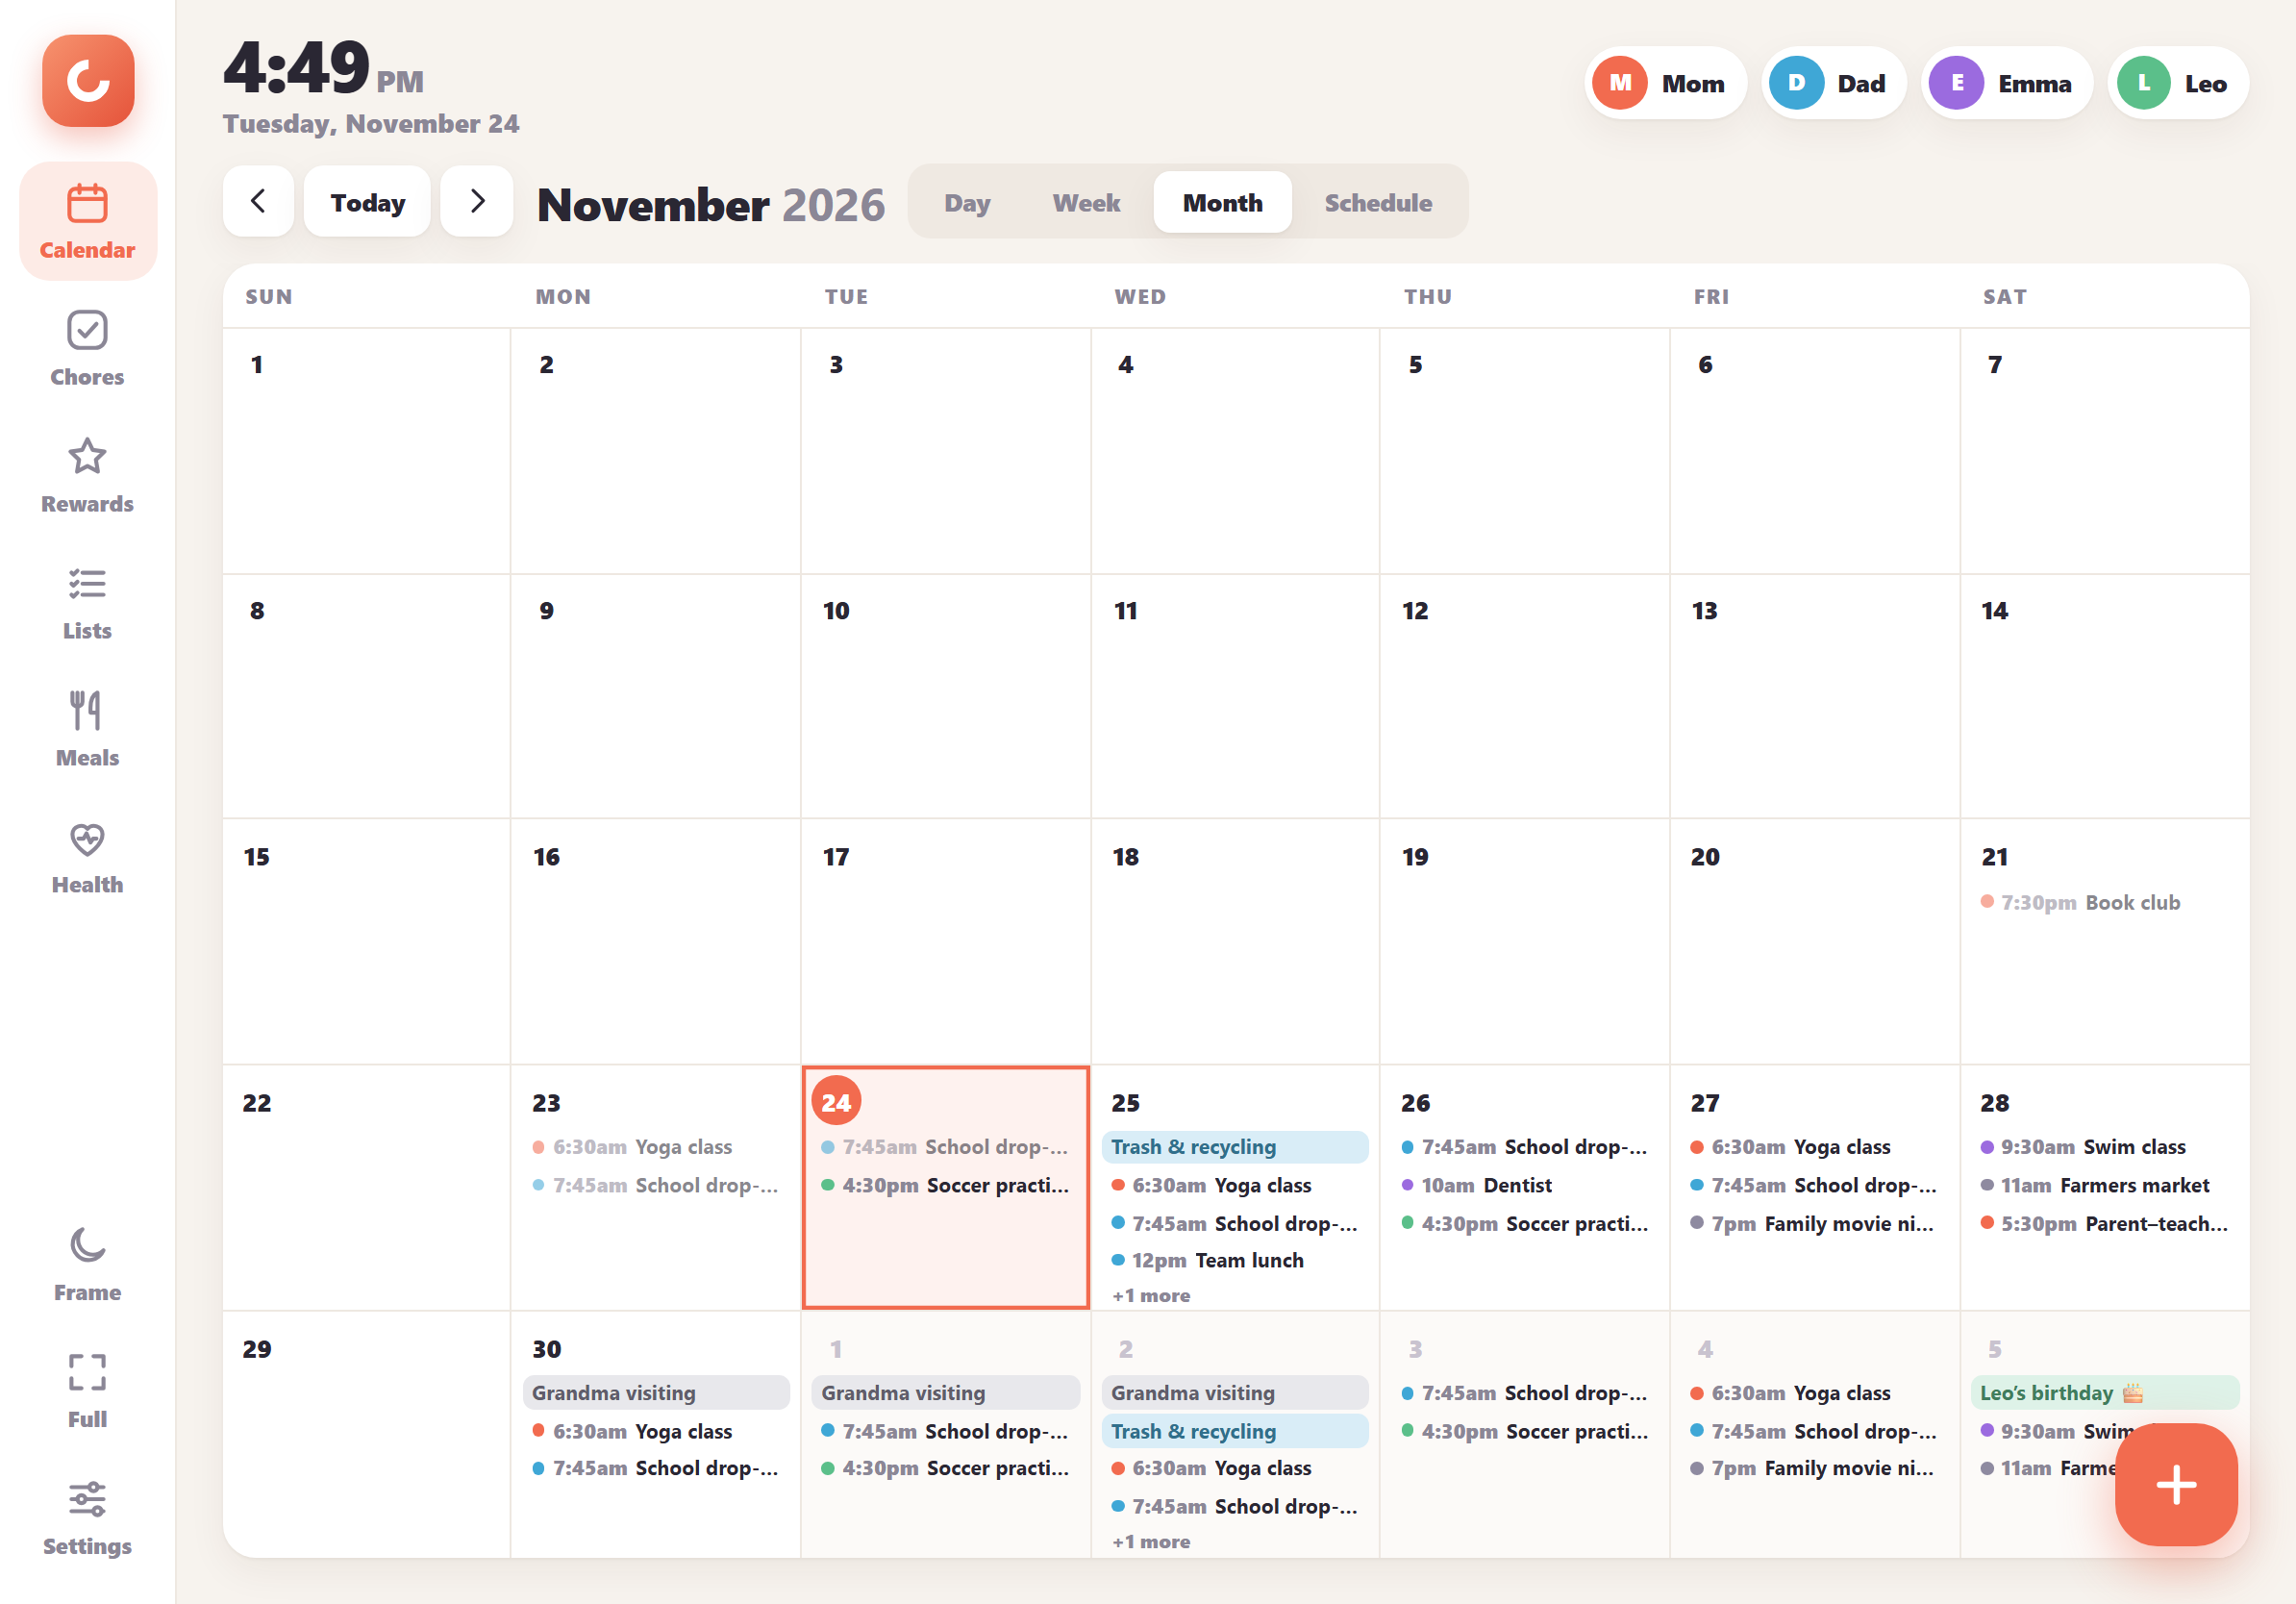 4:49 PM
Tuesday, November 24
M Mom
D Dad
E Emma
L Leo
Calendar
Chores
Rewards
Lists
Meals
Health
Frame
Full
Settings
Today
November 2026
Day Week Month Schedule
SUN MON TUE WED THU FRI SAT
1 2 3 4 5 6 7
8 9 10 11 12 13 14
15 16 17 18 19 20 21
7:30pm Book club
22
23
6:30am Yoga class
7:45am School drop-...
24
7:45am School drop-...
4:30pm Soccer practi...
25
Trash & recycling
6:30am Yoga class
7:45am School drop-...
12pm Team lunch
+1 more
26
7:45am School drop-...
10am Dentist
4:30pm Soccer practi...
27
6:30am Yoga class
7:45am School drop-...
7pm Family movie ni...
28
9:30am Swim class
11am Farmers market
5:30pm Parent–teach...
29
30
Grandma visiting
6:30am Yoga class
7:45am School drop-...
1
Grandma visiting
7:45am School drop-...
4:30pm Soccer practi...
2
Grandma visiting
Trash & recycling
6:30am Yoga class
7:45am School drop-...
+1 more
3
7:45am School drop-...
4:30pm Soccer practi...
4
6:30am Yoga class
7:45am School drop-...
7pm Family movie ni...
5
Leo's birthday 🎂
9:30am Swim
11am Farme